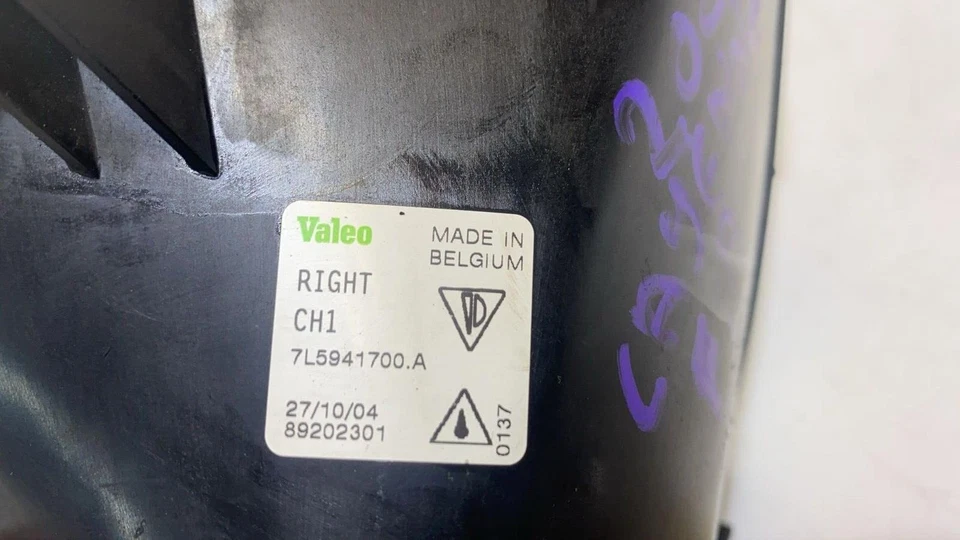 Valeo
MADE IN
BELGIUM
RIGHT
CH1
7L5941700.A
27/10/04
89202301
0137